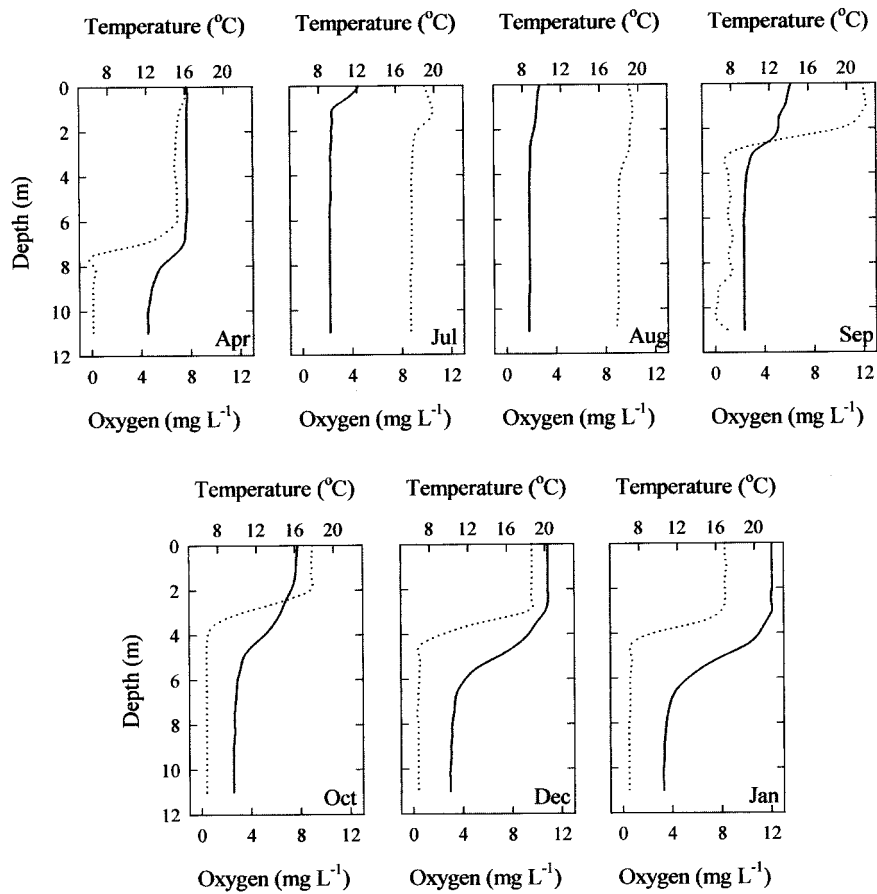 Temperature (°C) Temperature (°C) Temperature (°C) Temperature (°C)
8 12 16 20 8 12 16 20 8 12 16 20 8 12 16 20
0
2
4
6
8
10
12
Depth (m)
Apr Jul Aug Sep
0 4 8 12 0 4 8 12 0 4 8 12 0 4 8 12
Oxygen (mg L⁻¹) Oxygen (mg L⁻¹) Oxygen (mg L⁻¹) Oxygen (mg L⁻¹)
Temperature (°C) Temperature (°C) Temperature (°C)
8 12 16 20 8 12 16 20 8 12 16 20
0
2
4
6
8
10
12
Depth (m)
Oct Dec Jan
0 4 8 12 0 4 8 12 0 4 8 12
Oxygen (mg L⁻¹) Oxygen (mg L⁻¹) Oxygen (mg L⁻¹)